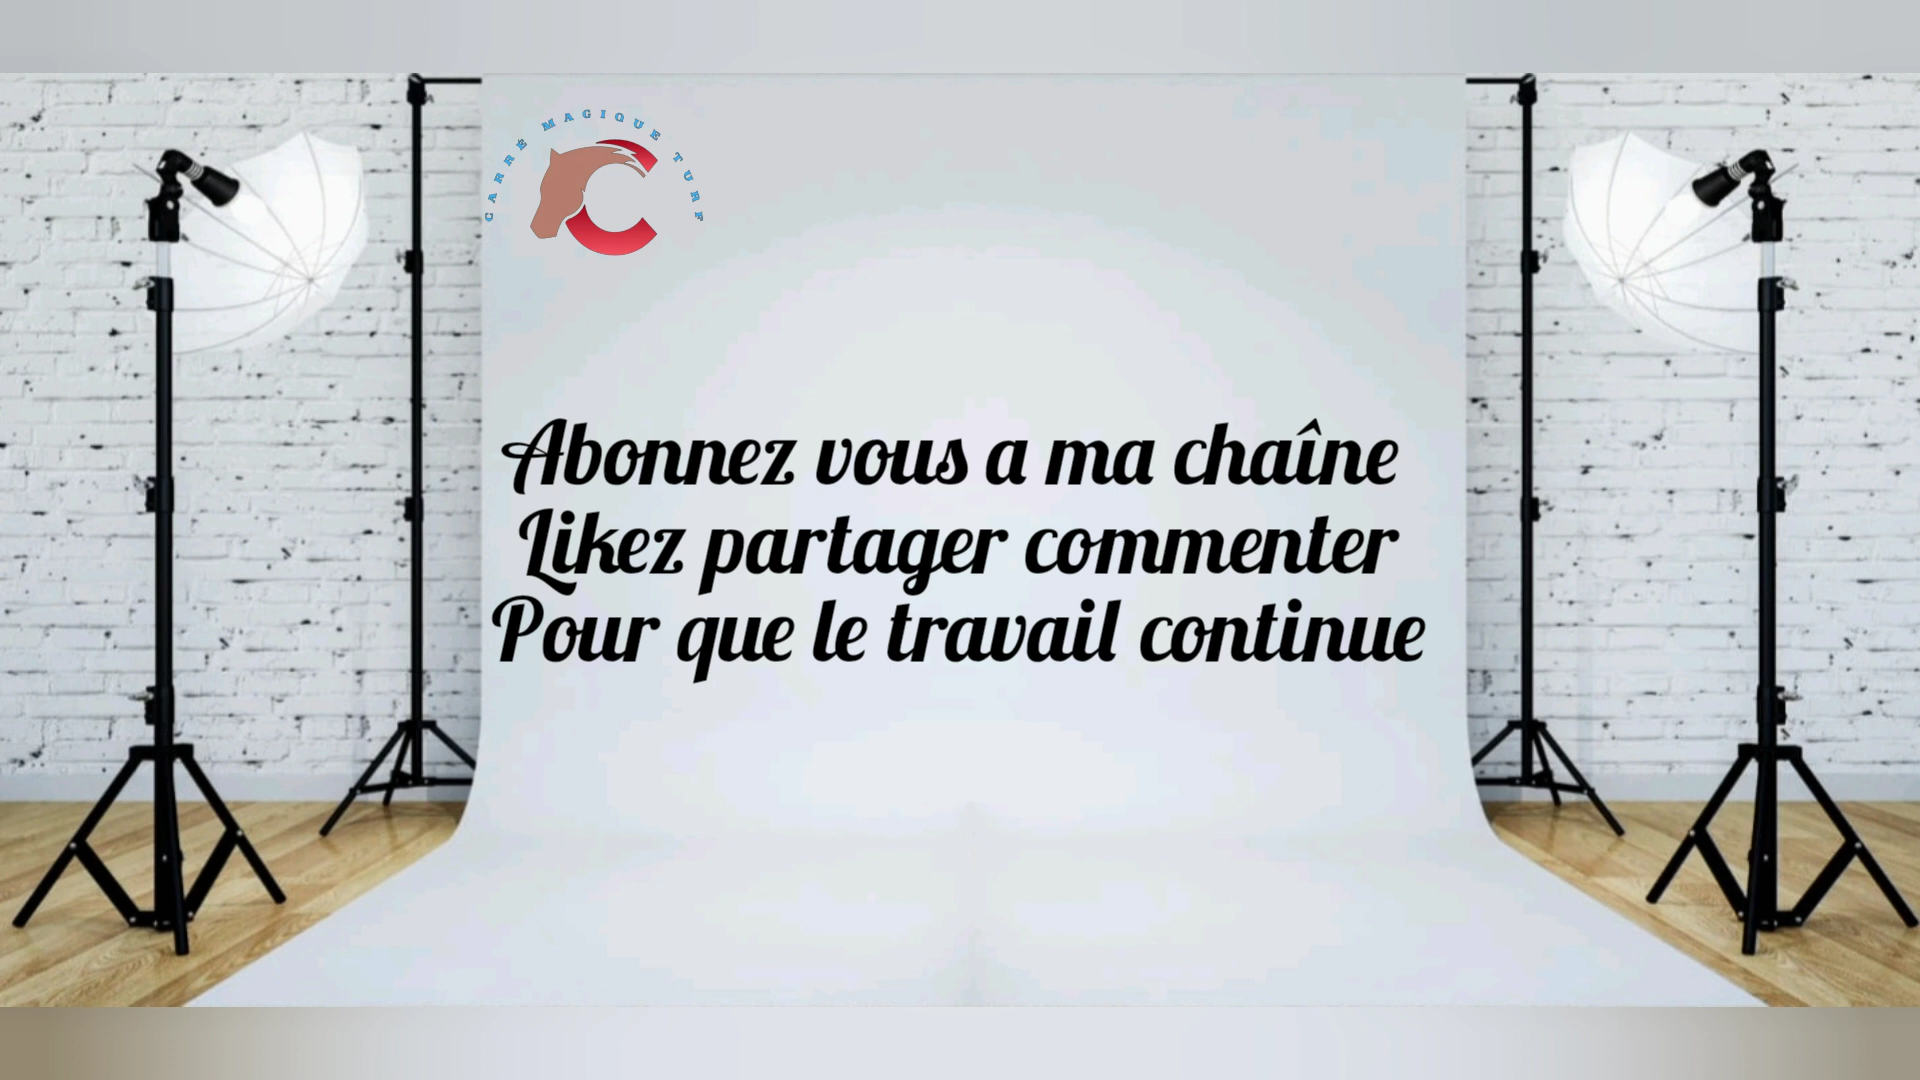 CARRÉ MAGIQUE TURF
Abonnez vous a ma chaîne
Likez partager commenter
Pour que le travail continue